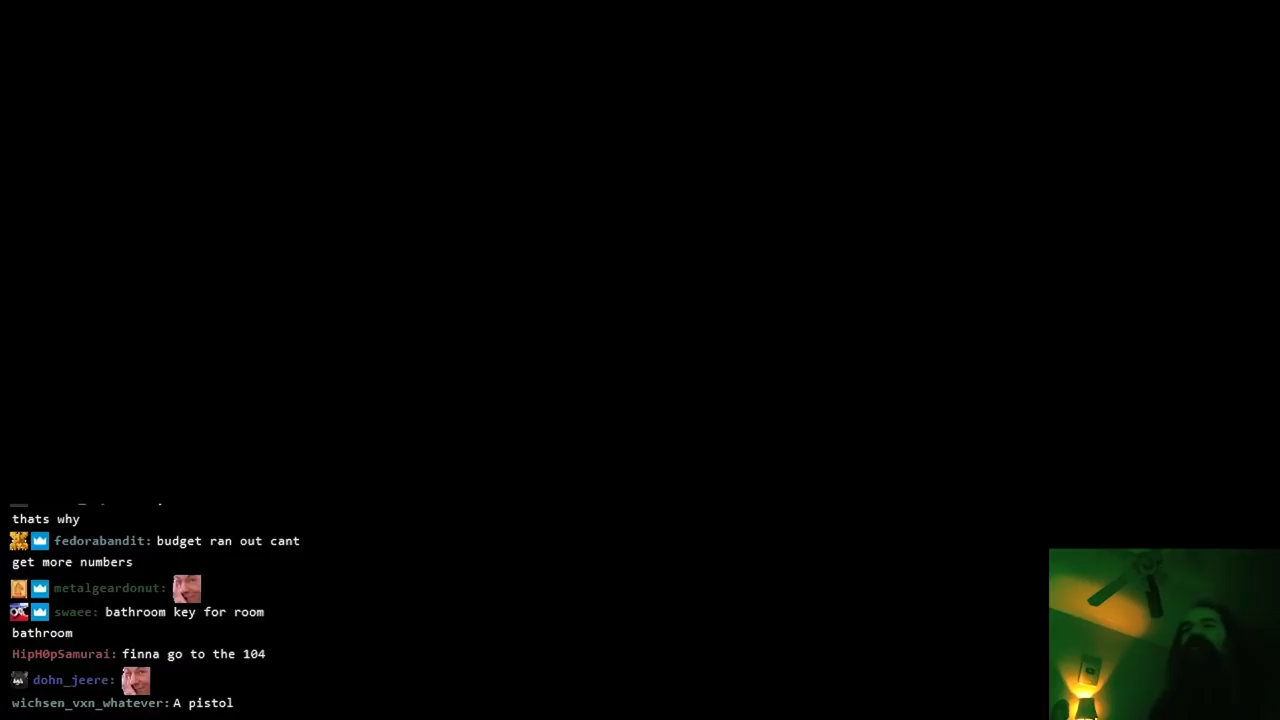 thats why
fedorabandit: budget ran out cant
get more numbers
metalgeardonut:
swaee: bathroom key for room
bathroom
HipH0pSamurai: finna go to the 104
dohn_jeere:
wichsen_vxn_whatever: A pistol